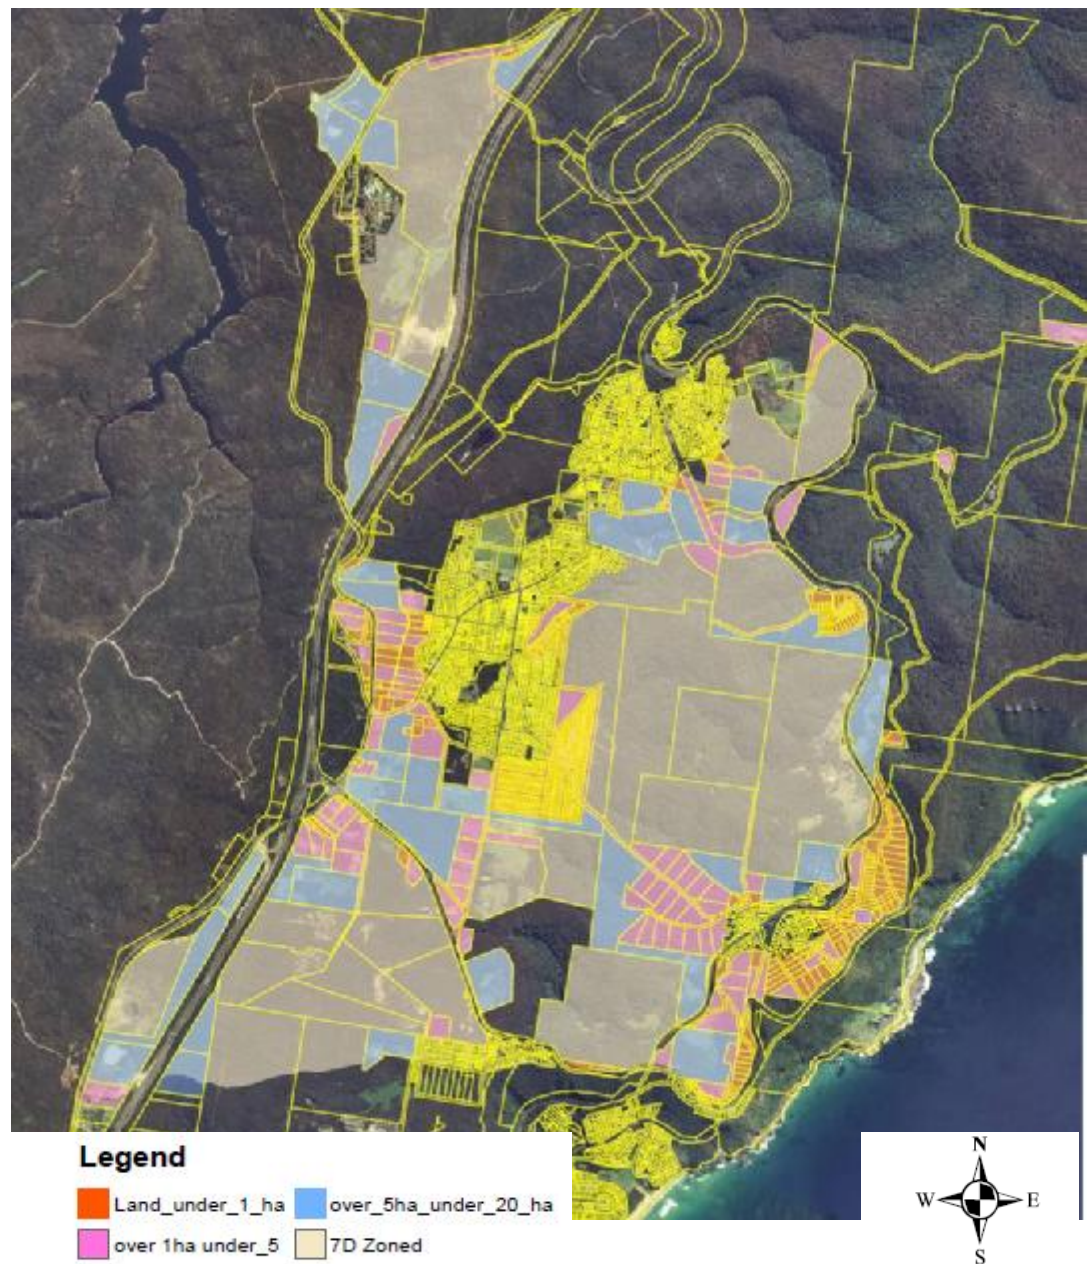 Legend
Land_under_1_ha
over_5ha_under_20_ha
over 1ha under_5
7D Zoned
N
W
E
S